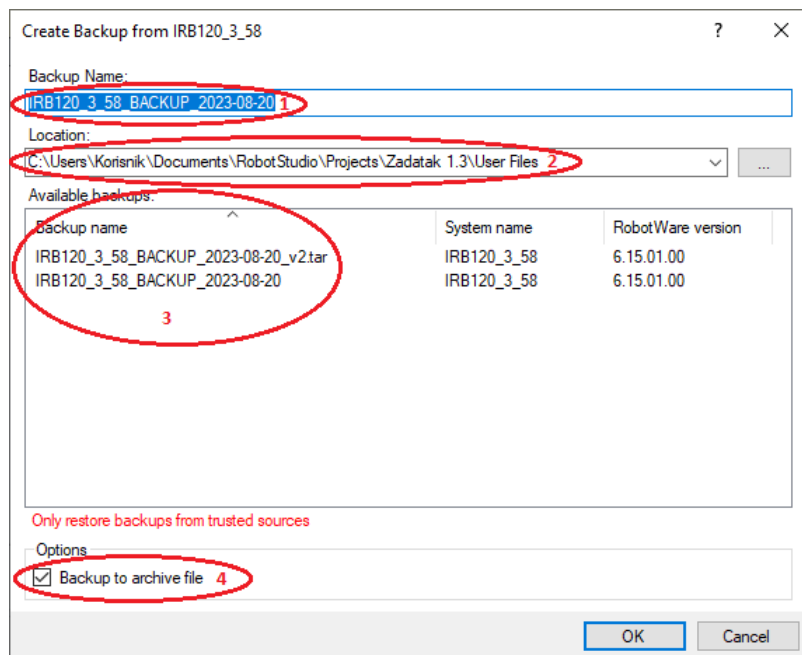 Create Backup from IRB120_3_58 ?
Backup Name:
IRB120_3_58_BACKUP_2023-08-20 1
Location:
C:\Users\Korisnik\Documents\RobotStudio\Projects\Zadatak 1.3\User Files 2 ...
Available backups:
Backup name System name RobotWare version
IRB120_3_58_BACKUP_2023-08-20_v2.tar IRB120_3_58 6.15.01.00
IRB120_3_58_BACKUP_2023-08-20 IRB120_3_58 6.15.01.00
3
Only restore backups from trusted sources
Options
Backup to archive file 4
OK Cancel